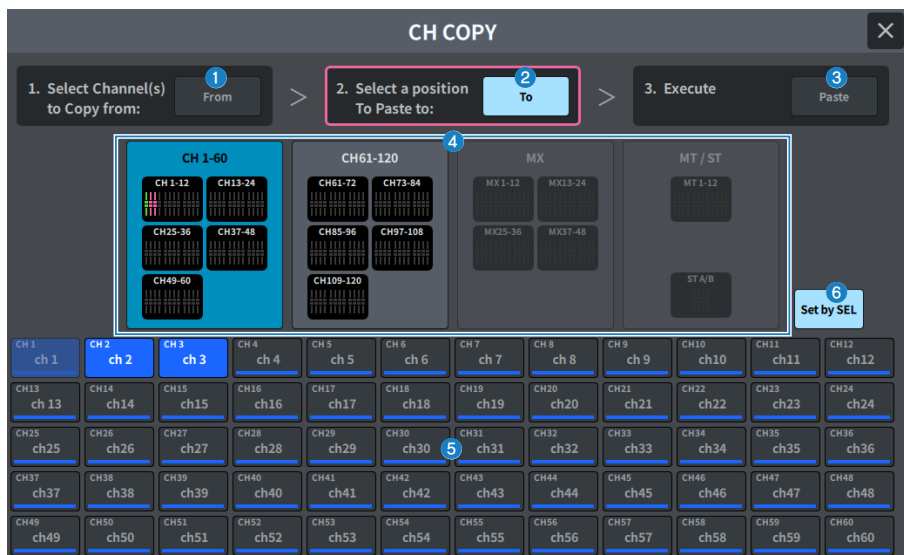 CH COPY
1. Select Channel(s)
to Copy from:
1
From
>
2. Select a position
To Paste to:
2
To
>
3. Execute
3
Paste
4
CH 1-60
CH 1-12 CH13-24
CH25-36 CH37-48
CH49-60
CH61-120
CH61-72 CH73-84
CH85-96 CH97-108
CH109-120
MX
MX1-12 MX13-24
MX25-36 MX37-48
MT / ST
MT1-12
ST A/B
6
Set by SEL
CH 1 CH 2 CH 3 CH 4 CH 5 CH 6 CH 7 CH 8 CH 9 CH10 CH11 CH12
ch 1 ch 2 ch 3 ch 4 ch 5 ch 6 ch 7 ch 8 ch 9 ch10 ch11 ch12
CH13 CH14 CH15 CH16 CH17 CH18 CH19 CH20 CH21 CH22 CH23 CH24
ch 13 ch14 ch15 ch16 ch17 ch18 ch19 ch20 ch21 ch22 ch23 ch24
CH25 CH26 CH27 CH28 CH29 CH30 CH31 CH32 CH33 CH34 CH35 CH36
ch25 ch26 ch27 ch28 ch29 ch30 5 ch31 ch32 ch33 ch34 ch35 ch36
CH37 CH38 CH39 CH40 CH41 CH42 CH43 CH44 CH45 CH46 CH47 CH48
ch37 ch38 ch39 ch40 ch41 ch42 ch43 ch44 ch45 ch46 ch47 ch48
CH49 CH50 CH51 CH52 CH53 CH54 CH55 CH56 CH57 CH58 CH59 CH60
ch49 ch50 ch51 ch52 ch53 ch54 ch55 ch56 ch57 ch58 ch59 ch60